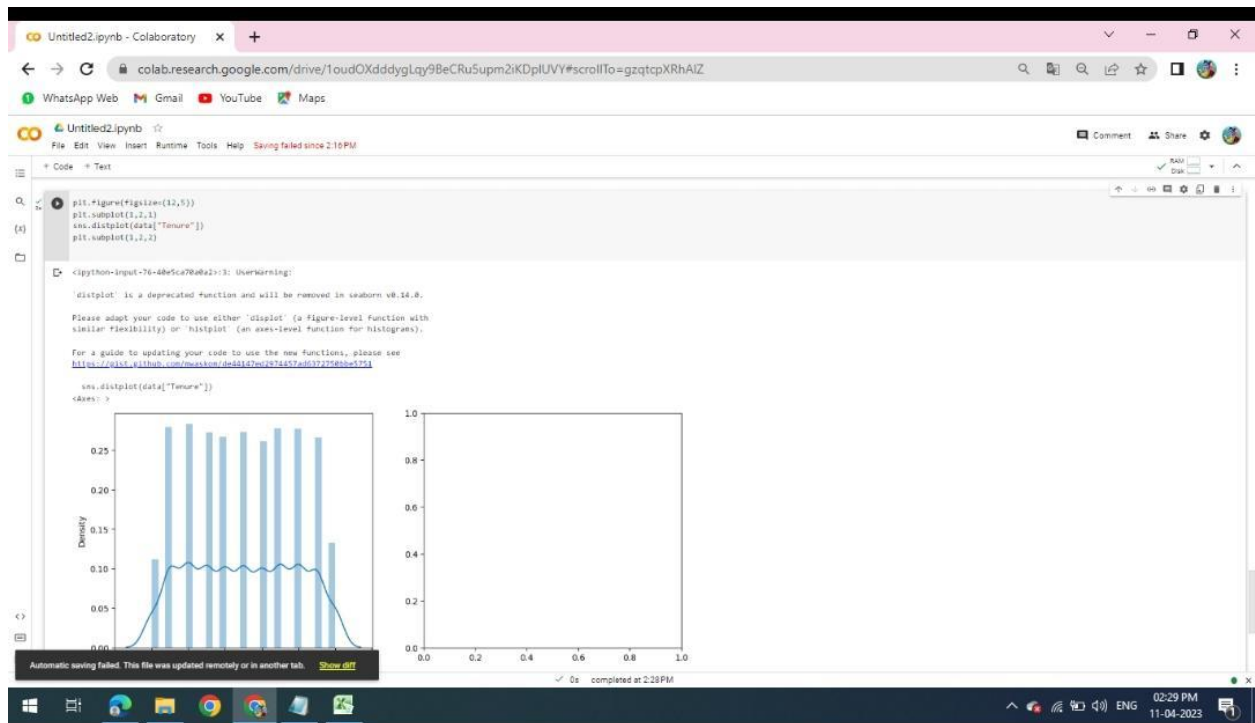 Untitled2.ipynb - Colaboratory
colab.research.google.com/drive/1oudOXdddygLqy9BeCRu5upm2iKDpIUVY#scrollTo=gzqtcpXRhAIZ
WhatsApp Web Gmail YouTube Maps
Untitled2.ipynb
File Edit View Insert Runtime Tools Help Saving failed since 2:16 PM
Comment Share
+ Code + Text
RAM
Disk
plt.figure(figsize=(12,5))
plt.subplot(1,2,1)
sns.distplot(data["Tenure"])
plt.subplot(1,2,2)
<ipython-input-76-40e5ca70a0a2>:3: UserWarning:
`distplot` is a deprecated function and will be removed in seaborn v0.14.0.
Please adapt your code to use either `displot` (a figure-level function with
similar flexibility) or `histplot` (an axes-level function for histograms).
For a guide to updating your code to use the new functions, please see
https://gist.github.com/mwaskom/de44147ed2974457ad6372750bbe5751
sns.distplot(data["Tenure"])
<Axes: >
Density
0.25
0.20
0.15
0.10
0.05
0.00
1.0
0.8
0.6
0.4
0.2
0.0
0.0 0.2 0.4 0.6 0.8 1.0
Automatic saving failed. This file was updated remotely or in another tab. Show diff
0s completed at 2:28 PM
ENG
02:29 PM
11-04-2023